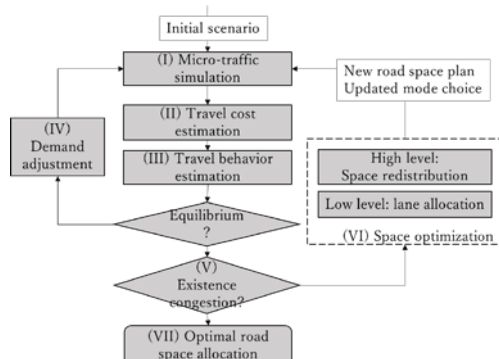 Initial scenario
(I) Micro-traffic
simulation
New road space plan
Updated mode choice
(II) Travel cost
estimation
(IV)
Demand
adjustment
(III) Travel behavior
estimation
High level:
Space redistribution
Low level: lane allocation
(VI) Space optimization
Equilibrium
?
(V)
Existence
congestion?
(VII) Optimal road
space allocation